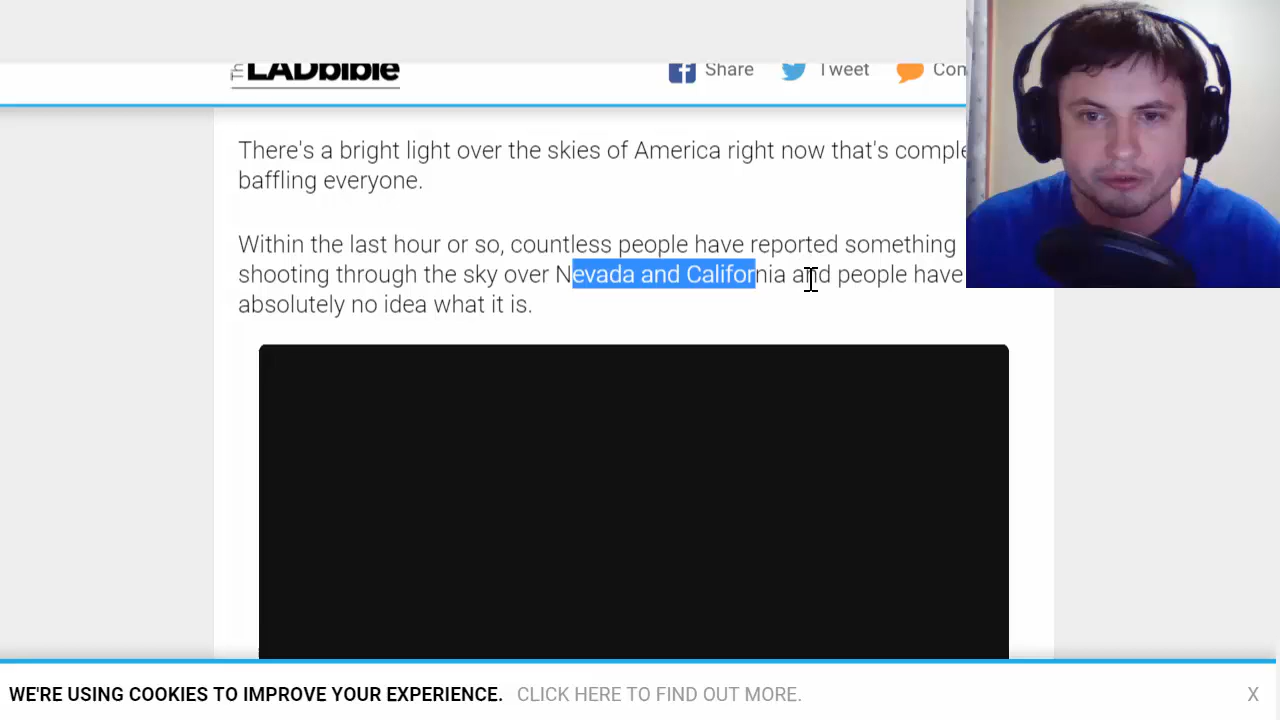 The LADbible
Share Tweet
There's a bright light over the skies of America right now that's
baffling everyone.
Within the last hour or so, countless people have reported something
shooting through the sky over Nevada and California and people have
absolutely no idea what it is.
WE'RE USING COOKIES TO IMPROVE YOUR EXPERIENCE. CLICK HERE TO FIND OUT MORE. X